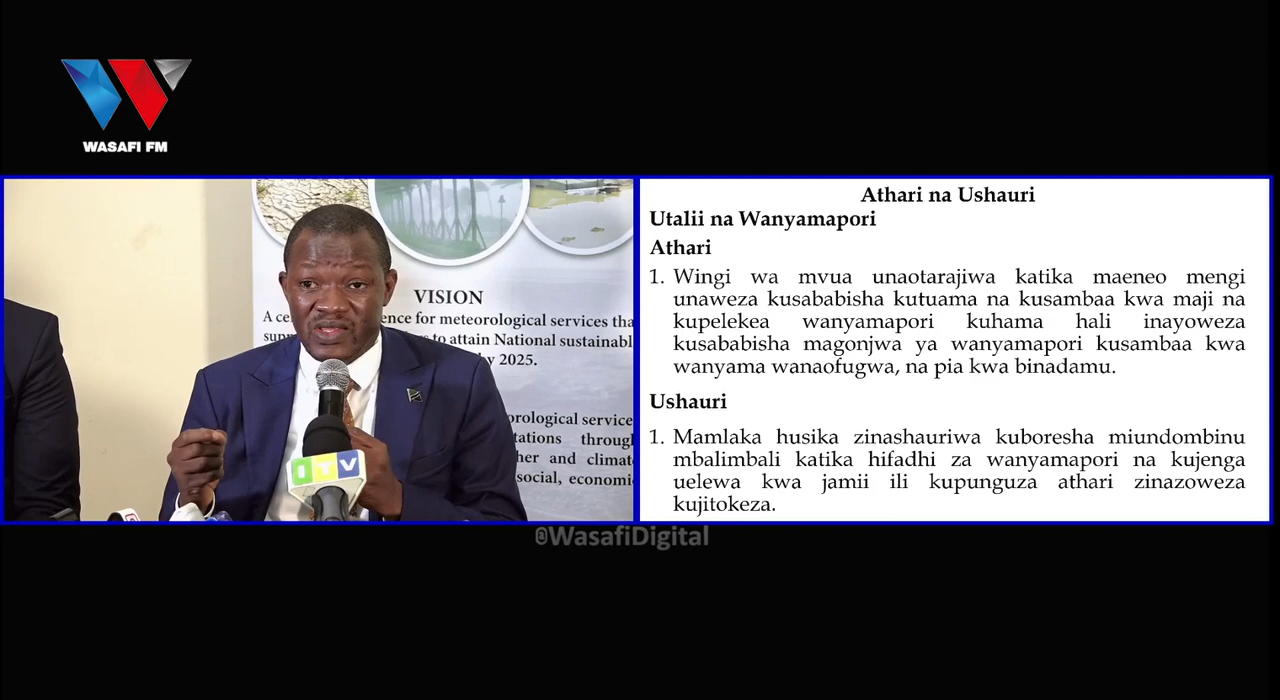 WASAFI FM
VISION
A ce ence for meteorological services tha
to attain National sustainabl
by 2025.
orological service
tations through
her and climat
social, economic
OTV
Athari na Ushauri
Utalii na Wanyamapori
Athari
1. Wingi wa mvua unaotarajiwa katika maeneo mengi
unaweza kusababisha kutuama na kusambaa kwa maji na
kupelekea wanyamapori kuhama hali inayoweza
kusababisha magonjwa ya wanyamapori kusambaa kwa
wanyama wanaofugwa, na pia kwa binadamu.
Ushauri
1. Mamlaka husika zinashauriwa kuboresha miundombinu
mbalimbali katika hifadhi za wanyamapori na kujenga
uelewa kwa jamii ili kupunguza athari zinazoweza
kujitokeza.
@WasafiDigital